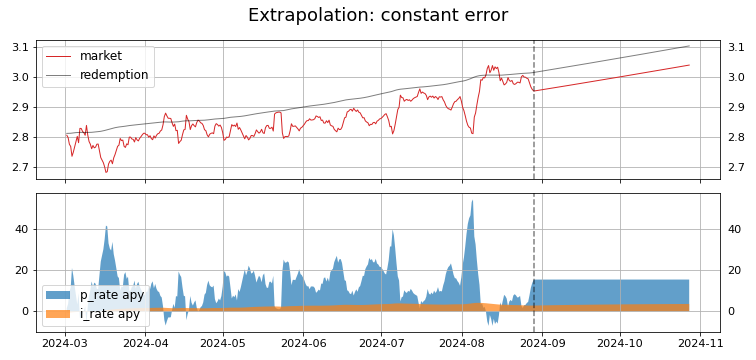 Extrapolation: constant error
3.1
3.0
2.9
2.8
2.7
market
redemption
3.1
3.0
2.9
2.8
2.7
40
20
0
p_rate apy
i_rate apy
40
20
0
2024-03 2024-04 2024-05 2024-06 2024-07 2024-08 2024-09 2024-10 2024-11